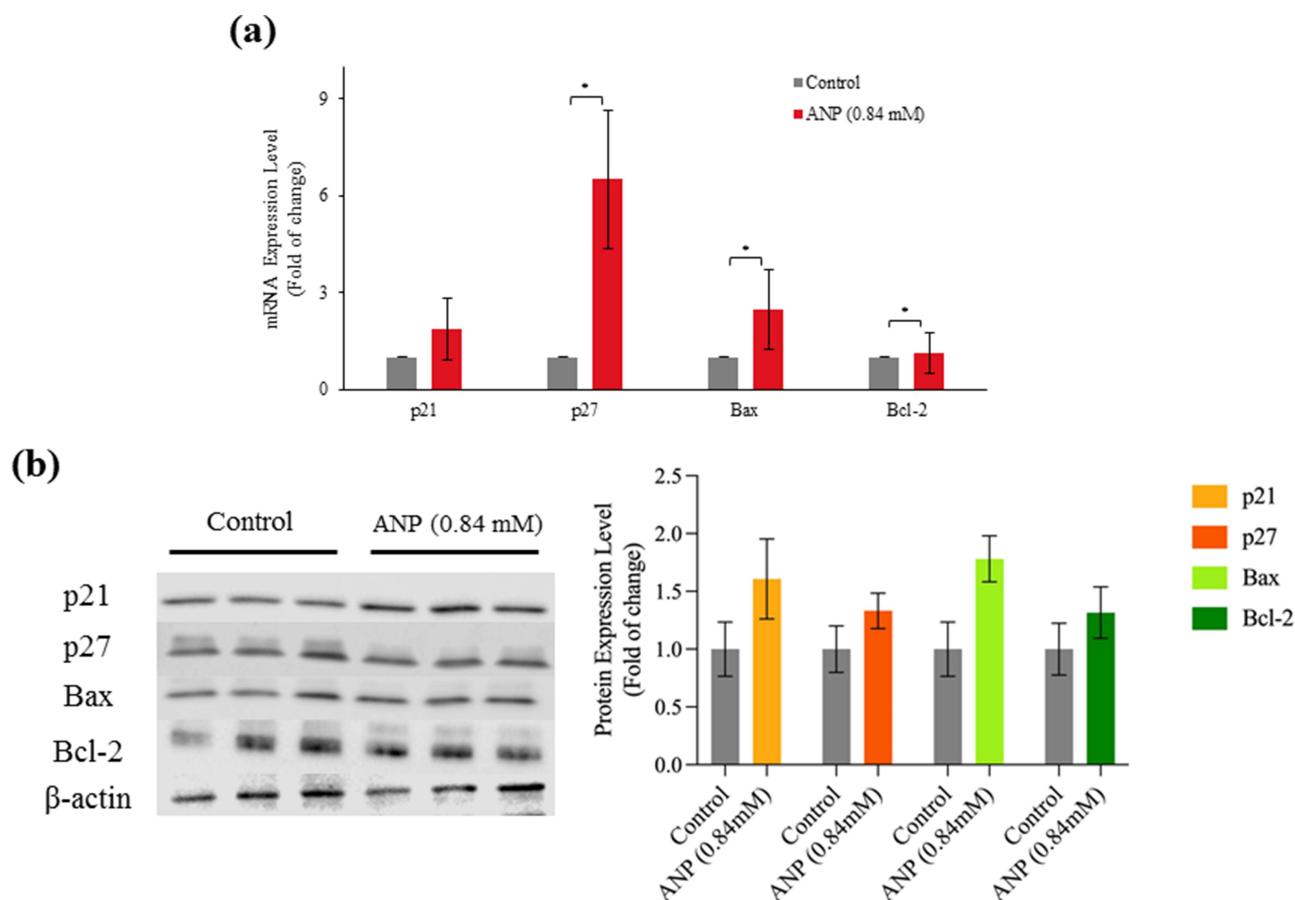 (a)
mRNA Expression Level
(Fold of change)
9
6
3
0
*
*
*
Control
ANP (0.84 mM)
p21
p27
Bax
Bcl-2
(b)
Control
ANP (0.84 mM)
p21
p27
Bax
Bcl-2
β-actin
Protein Expression Level
(Fold of change)
2.5
2.0
1.5
1.0
0.5
0.0
Control
ANP (0.84mM)
Control
ANP (0.84mM)
Control
ANP (0.84mM)
Control
ANP (0.84mM)
p21
p27
Bax
Bcl-2